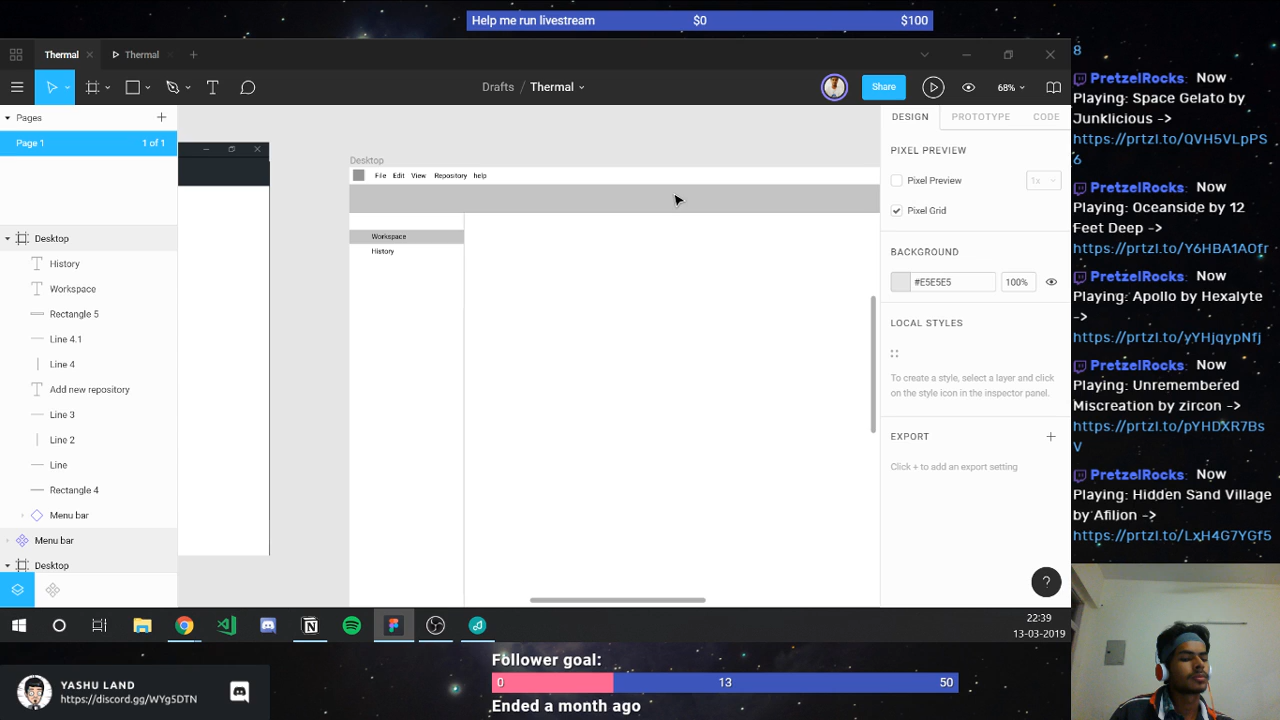 Help me run livestream $0 $100
Thermal
Thermal
Drafts / Thermal
Share
68%
Pages
Page 1 1 of 1
Desktop
History
Workspace
Rectangle 5
Line 4.1
Line 4
Add new repository
Line 3
Line 2
Line
Rectangle 4
Menu bar
Menu bar
Desktop
Desktop
File Edit View Repository help
Workspace
History
DESIGN PROTOTYPE CODE
PIXEL PREVIEW
Pixel Preview 1x
Pixel Grid
BACKGROUND
#E5E5E5 100%
LOCAL STYLES
To create a style, select a layer and click
on the style icon in the inspector panel.
EXPORT
Click + to add an export setting
?
22:39
13-03-2019
8
PretzelRocks: Now
Playing: Space Gelato by
Junklicious ->
https://prtzl.to/QVH5VLpPS
6
PretzelRocks: Now
Playing: Oceanside by 12
Feet Deep ->
https://prtzl.to/Y6HBA1A0fr
PretzelRocks: Now
Playing: Apollo by Hexalyte
->
https://prtzl.to/yYHjqypNfj
PretzelRocks: Now
Playing: Unremembered
Miscreation by zircon ->
https://prtzl.to/pYHDXR7Bs
V
PretzelRocks: Now
Playing: Hidden Sand Village
by Afilion ->
https://prtzl.to/LxH4G7YGf5
YASHU LAND
https://discord.gg/WYg5DTN
Follower goal:
0 13 50
Ended a month ago